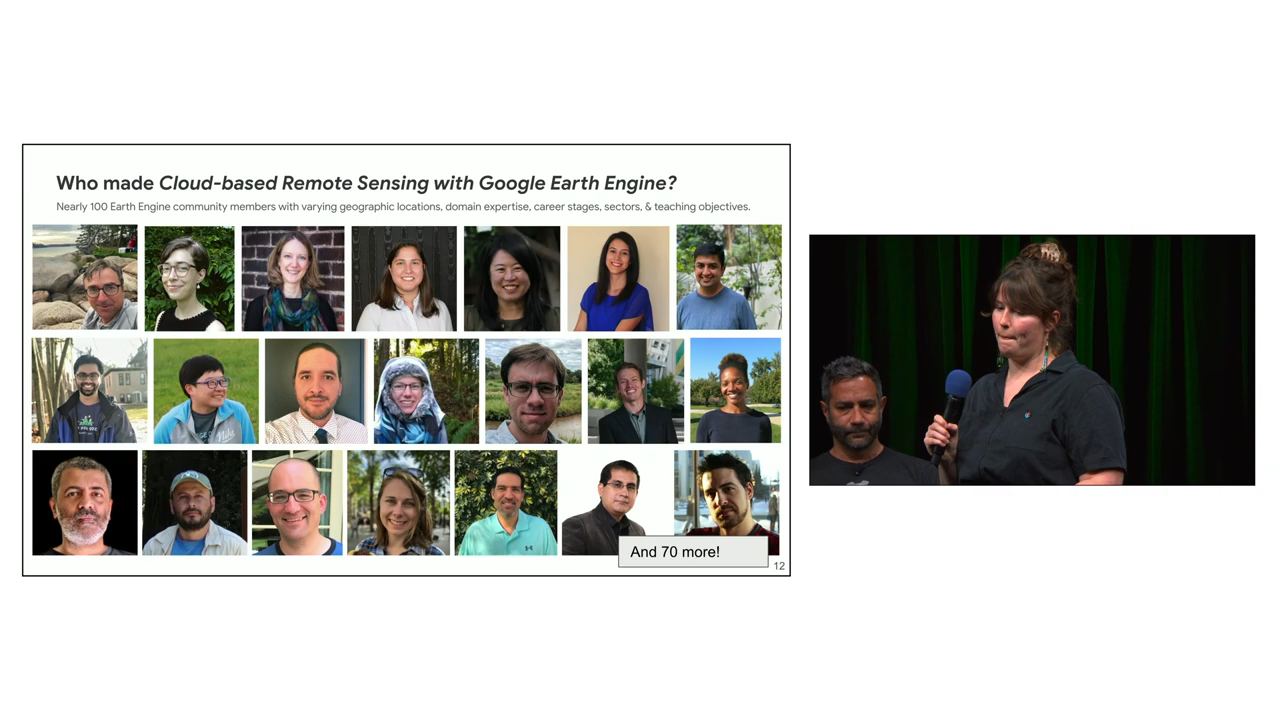 Who made Cloud-based Remote Sensing with Google Earth Engine?
Nearly 100 Earth Engine community members with varying geographic locations, domain expertise, career stages, sectors, & teaching objectives.
And 70 more!
12